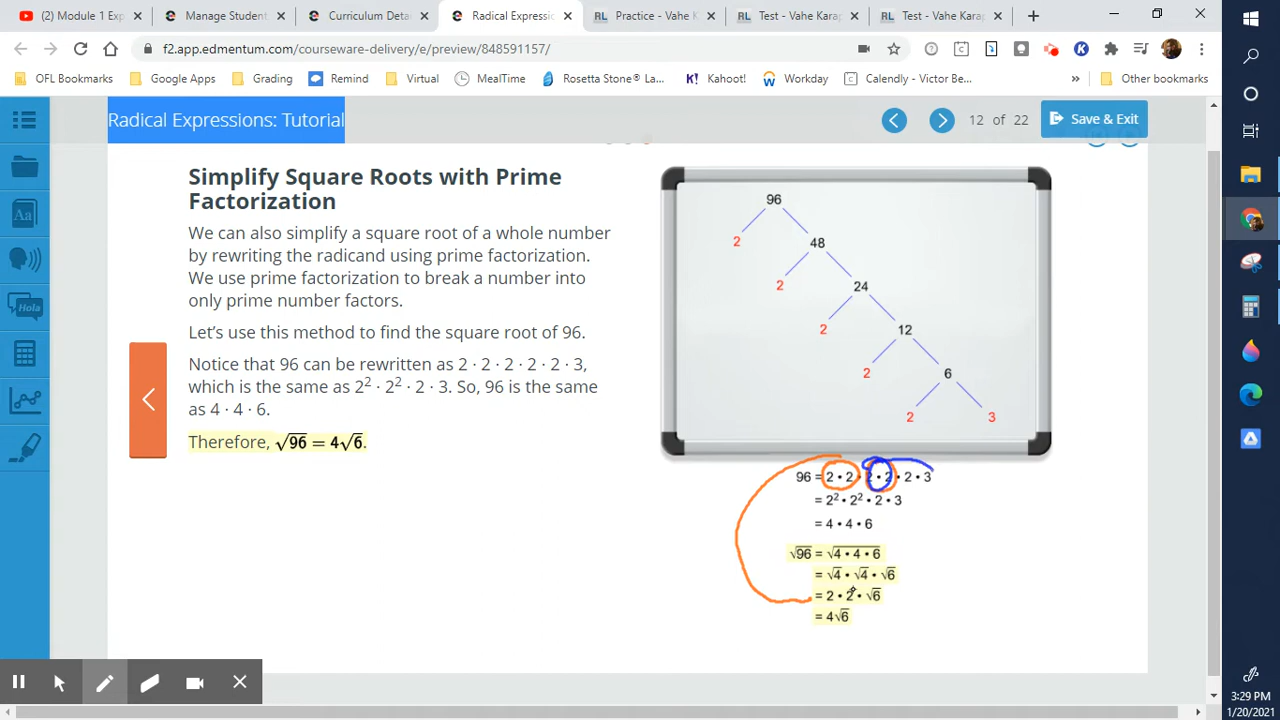 (2) Module 1 Exp
Manage Student
Curriculum Detai
Radical Expressio
Practice - Vahe Ka
Test - Vahe Karap
Test - Vahe Karap
f2.app.edmentum.com/courseware-delivery/e/preview/848591157/
OFL Bookmarks
Google Apps
Grading
Remind
Virtual
MealTime
Rosetta Stone® La...
K! Kahoot!
Workday
Calendly - Victor Be...
»
Other bookmarks
Radical Expressions: Tutorial
12 of 22
Save & Exit
Simplify Square Roots with Prime
Factorization
We can also simplify a square root of a whole number
by rewriting the radicand using prime factorization.
We use prime factorization to break a number into
only prime number factors.
Let’s use this method to find the square root of 96.
Notice that 96 can be rewritten as 2 · 2 · 2 · 2 · 2 · 3,
which is the same as 2² · 2² · 2 · 3. So, 96 is the same
as 4 · 4 · 6.
Therefore, √96 = 4√6.
96
2 48
2 24
2 12
2 6
2 3
96 = 2 • 2 • 2 • 2 • 2 • 3
= 2² • 2² • 2 • 3
= 4 • 4 • 6
√96 = √4 • 4 • 6
= √4 • √4 • √6
= 2 • 2 • √6
= 4√6
Aa
Hola
3:29 PM
1/20/2021